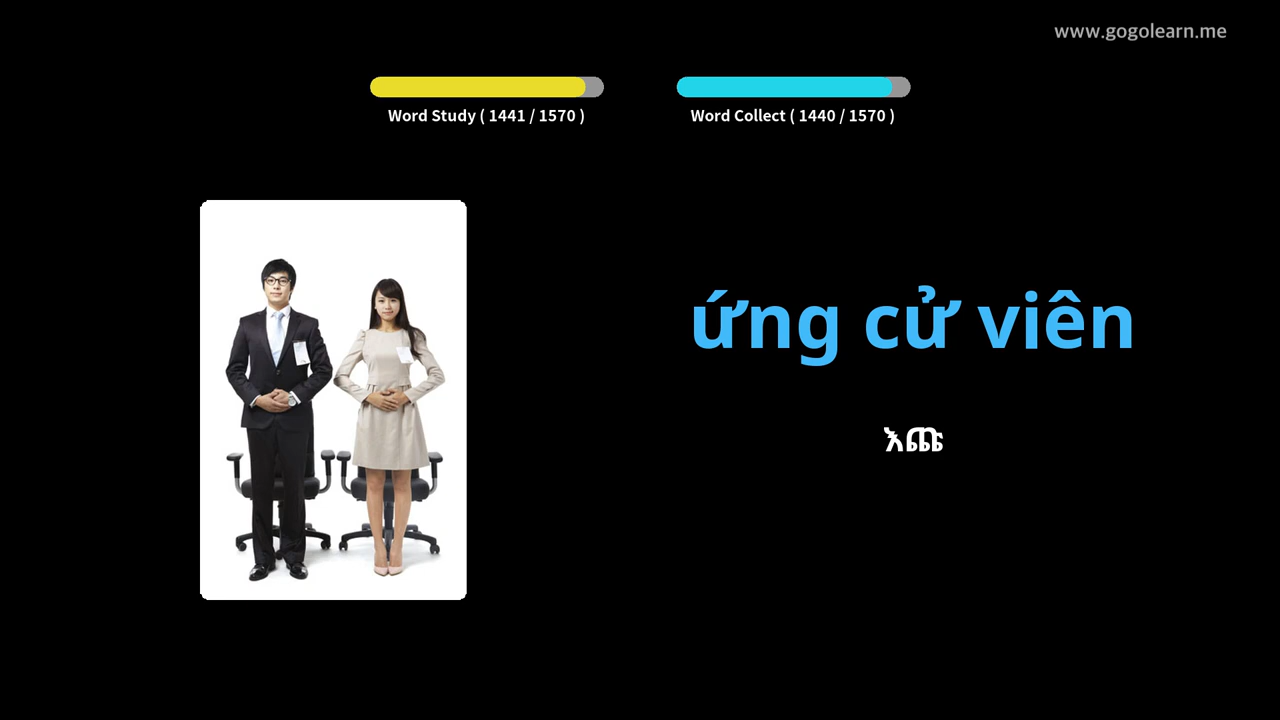 www.gogolearn.me
Word Study ( 1441 / 1570 )
Word Collect ( 1440 / 1570 )
ứng cử viên
እጩ